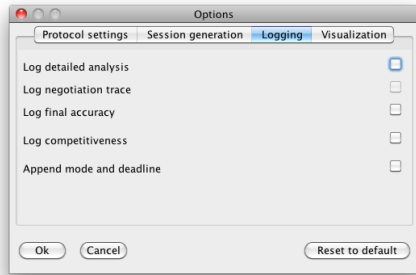 Options
Protocol settings Session generation Logging Visualization
Log detailed analysis
Log negotiation trace
Log final accuracy
Log competitiveness
Append mode and deadline
Ok Cancel Reset to default